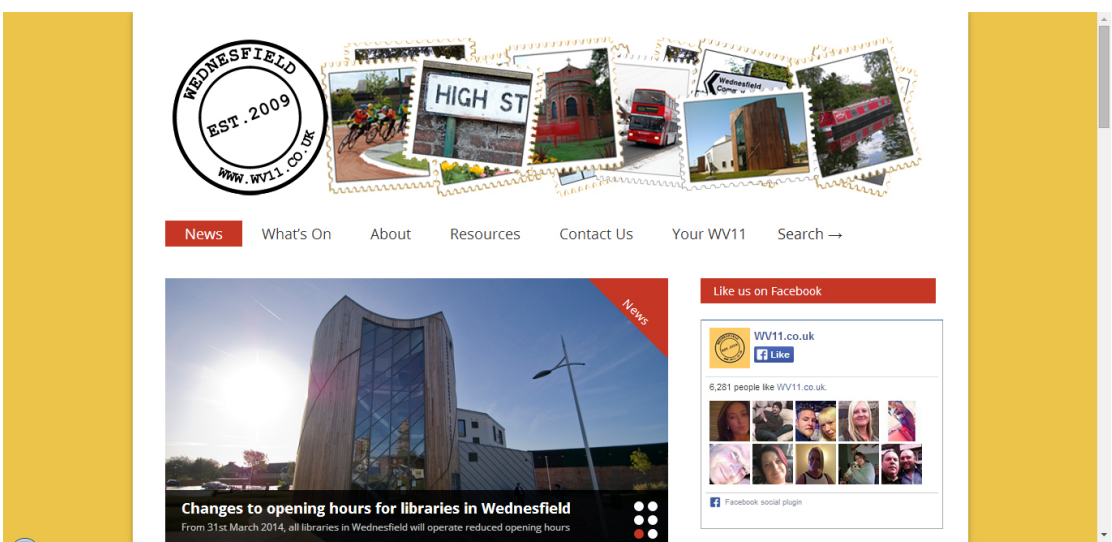 WEDNESFIELD
EST. 2009
WWW.WV11.CO.UK
HIGH ST
Wednesfield
News
What's On
About
Resources
Contact Us
Your WV11
Search →
News
Changes to opening hours for libraries in Wednesfield
From 31st March 2014, all libraries in Wednesfield will operate reduced opening hours
Like us on Facebook
WV11.co.uk
Like
6,281 people like WV11.co.uk.
Facebook social plugin